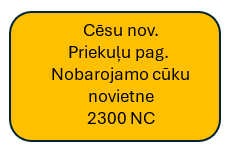 Cēsu nov.
Priekuļu pag.
Nobarojamo cūku
novietne
2300 NC